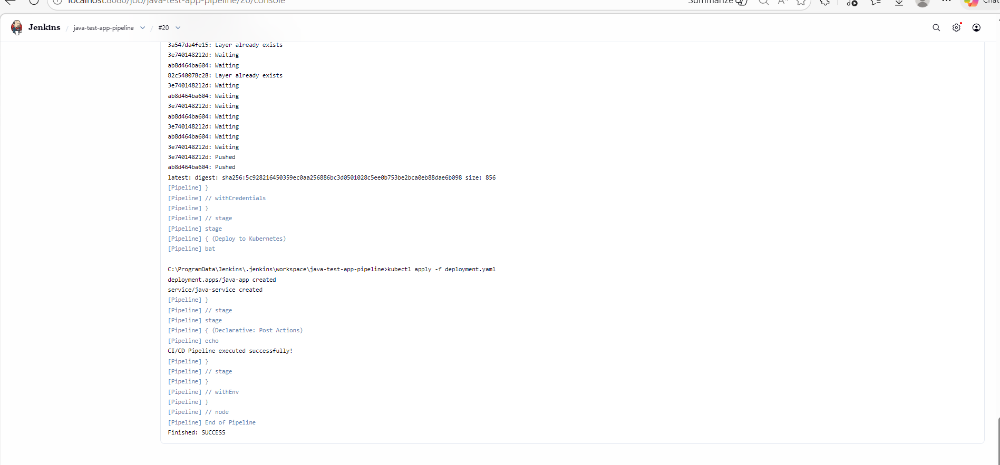 localhost:8080/job/java-test-app-pipeline/20/console
Summarize
Chat
Jenkins / java-test-app-pipeline / #20
3a547da4fe15: Layer already exists
3e740148212d: Waiting
ab8d464ba604: Waiting
82c540078c28: Layer already exists
3e740148212d: Waiting
ab8d464ba604: Waiting
3e740148212d: Waiting
ab8d464ba604: Waiting
3e740148212d: Waiting
ab8d464ba604: Waiting
3e740148212d: Waiting
3e740148212d: Pushed
ab8d464ba604: Pushed
latest: digest: sha256:5c928216450359ec0aa256886bc3d0501028c5ee0b753be2bca0eb88dae6b098 size: 856
[Pipeline] }
[Pipeline] // withCredentials
[Pipeline] }
[Pipeline] // stage
[Pipeline] stage
[Pipeline] { (Deploy to Kubernetes)
[Pipeline] bat
C:\ProgramData\Jenkins\.jenkins\workspace\java-test-app-pipeline>kubectl apply -f deployment.yaml
deployment.apps/java-app created
service/java-service created
[Pipeline] }
[Pipeline] // stage
[Pipeline] stage
[Pipeline] { (Declarative: Post Actions)
[Pipeline] echo
CI/CD Pipeline executed successfully!
[Pipeline] }
[Pipeline] // stage
[Pipeline] }
[Pipeline] // withEnv
[Pipeline] }
[Pipeline] // node
[Pipeline] End of Pipeline
Finished: SUCCESS